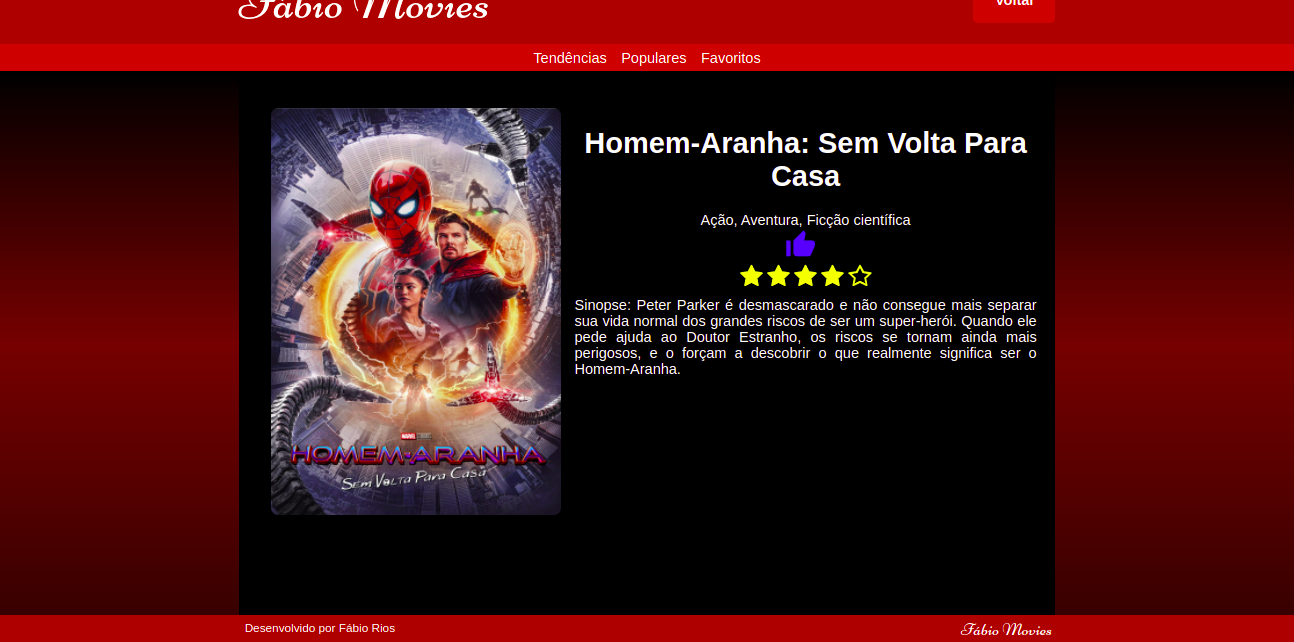 Fábio Movies
Voltar
Tendências Populares Favoritos
Homem-Aranha: Sem Volta Para
Casa
Ação, Aventura, Ficção científica
Sinopse: Peter Parker é desmascarado e não consegue mais separar
sua vida normal dos grandes riscos de ser um super-herói. Quando ele
pede ajuda ao Doutor Estranho, os riscos se tornam ainda mais
perigosos, e o forçam a descobrir o que realmente significa ser o
Homem-Aranha.
MARVEL STUDIOS
HOMEM-ARANHA
Sem Volta Para Casa
Desenvolvido por Fábio Rios
Fábio Movies